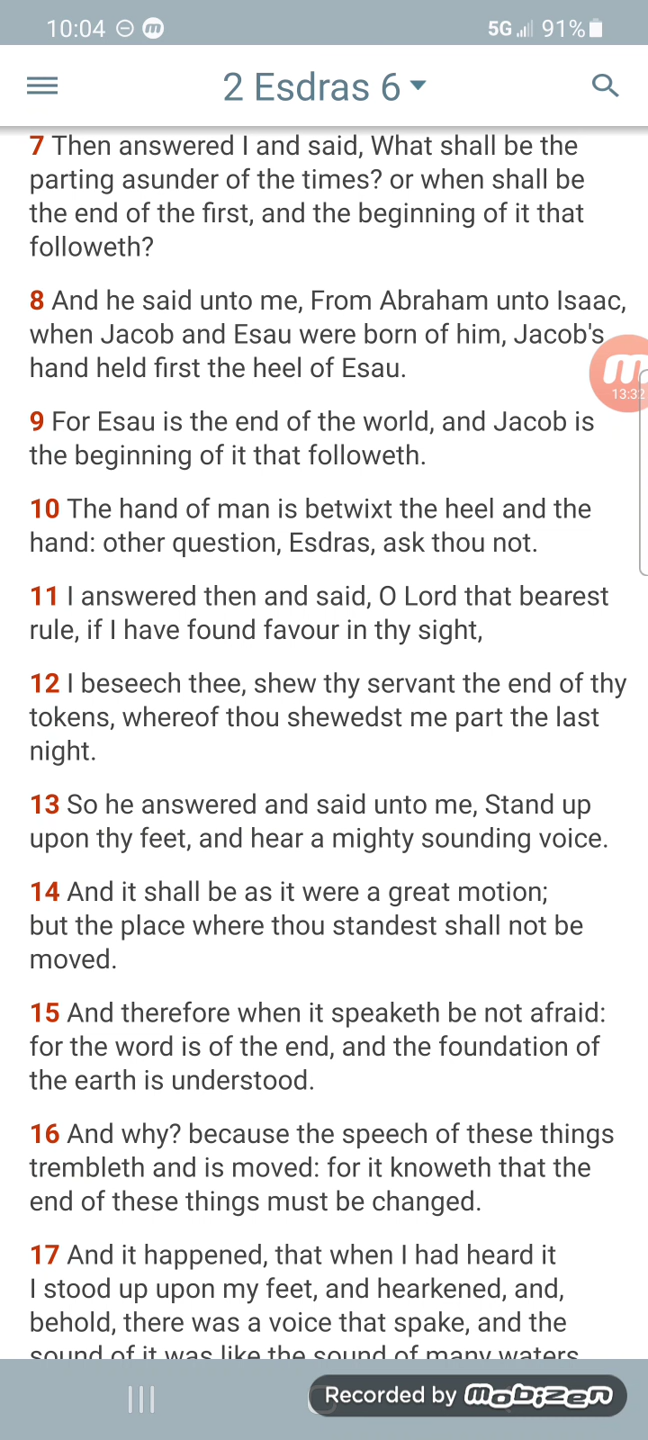 10:04
5G 91%
2 Esdras 6
7 Then answered I and said, What shall be the
parting asunder of the times? or when shall be
the end of the first, and the beginning of it that
followeth?
8 And he said unto me, From Abraham unto Isaac,
when Jacob and Esau were born of him, Jacob's
hand held first the heel of Esau.
m
13:32
9 For Esau is the end of the world, and Jacob is
the beginning of it that followeth.
10 The hand of man is betwixt the heel and the
hand: other question, Esdras, ask thou not.
11 I answered then and said, O Lord that bearest
rule, if I have found favour in thy sight,
12 I beseech thee, shew thy servant the end of thy
tokens, whereof thou shewedst me part the last
night.
13 So he answered and said unto me, Stand up
upon thy feet, and hear a mighty sounding voice.
14 And it shall be as it were a great motion;
but the place where thou standest shall not be
moved.
15 And therefore when it speaketh be not afraid:
for the word is of the end, and the foundation of
the earth is understood.
16 And why? because the speech of these things
trembleth and is moved: for it knoweth that the
end of these things must be changed.
17 And it happened, that when I had heard it
I stood up upon my feet, and hearkened, and,
behold, there was a voice that spake, and the
sound of it was like the sound of many waters
Recorded by mobizen